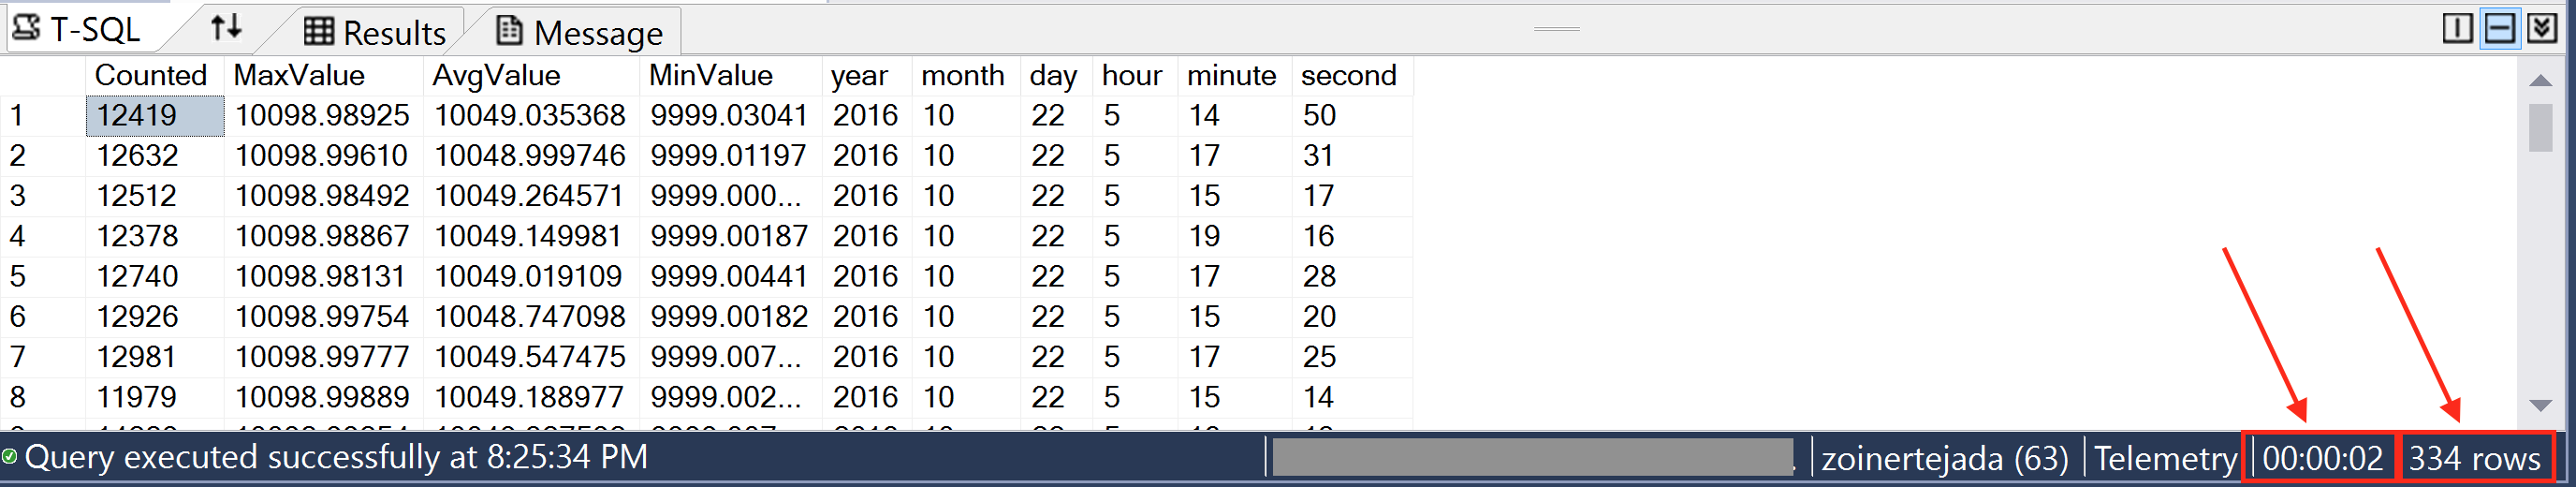 T-SQL Results Message
Counted MaxValue AvgValue MinValue year month day hour minute second
1 12419 10098.98925 10049.035368 9999.03041 2016 10 22 5 14 50
2 12632 10098.99610 10048.999746 9999.01197 2016 10 22 5 17 31
3 12512 10098.98492 10049.264571 9999.000... 2016 10 22 5 15 17
4 12378 10098.98867 10049.149981 9999.00187 2016 10 22 5 19 16
5 12740 10098.98131 10049.019109 9999.00441 2016 10 22 5 17 28
6 12926 10098.99754 10048.747098 9999.00182 2016 10 22 5 15 20
7 12981 10098.99777 10049.547475 9999.007... 2016 10 22 5 17 25
8 11979 10098.99889 10049.188977 9999.002... 2016 10 22 5 15 14
Query executed successfully at 8:25:34 PM . zoinertejada (63) Telemetry 00:00:02 334 rows